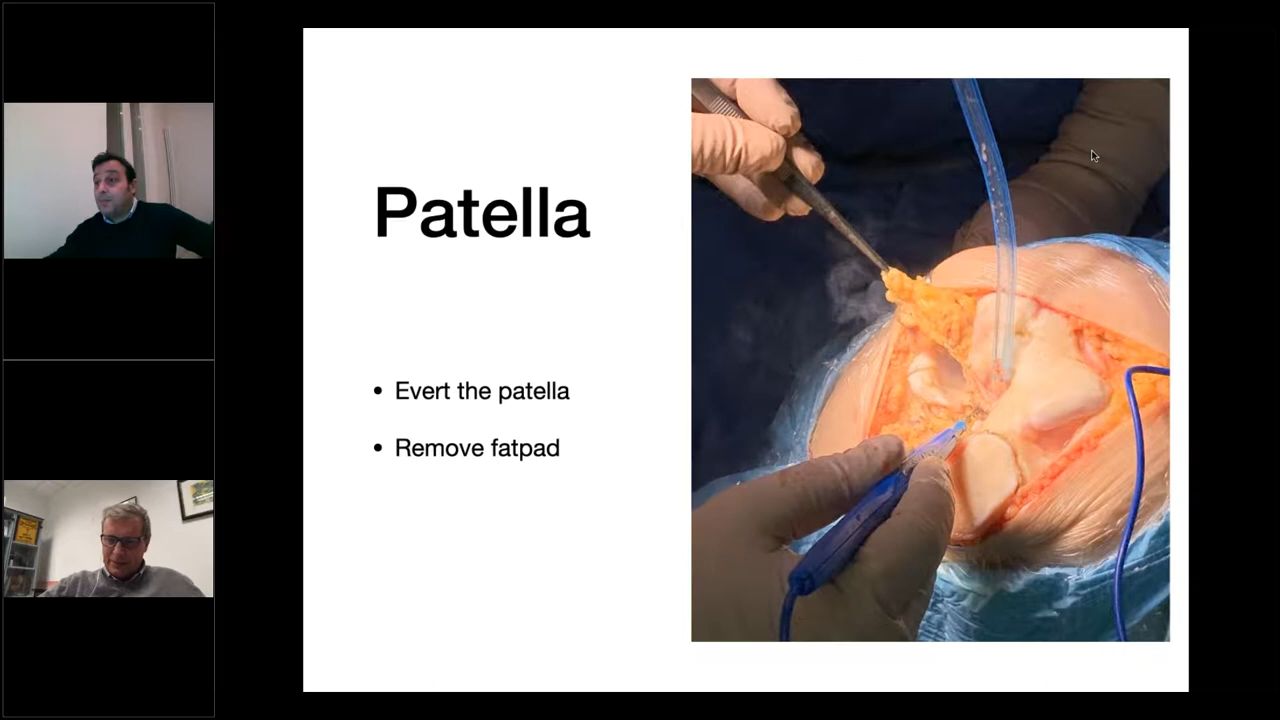 Patella
• Evert the patella
• Remove fatpad